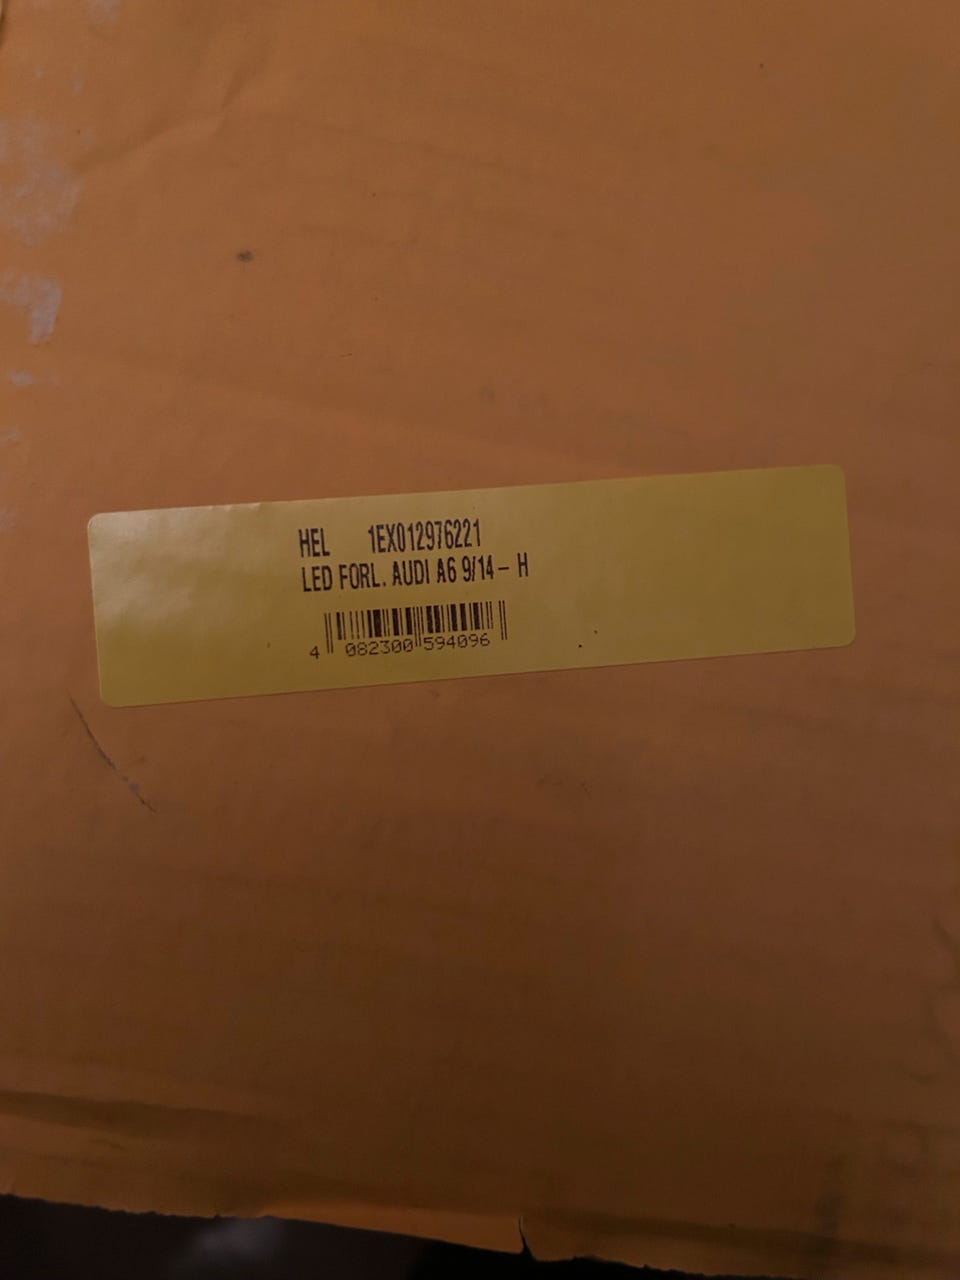 HEL 1EX012976221
LED FORL. AUDI A6 9/14 - H
4 082300 594096